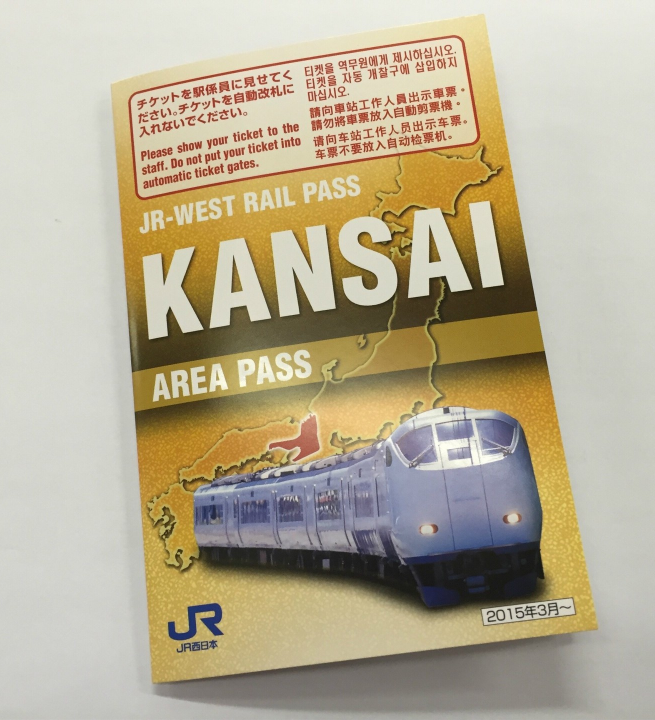 チケットを駅係員に見せてく
ださい。チケットを自動改札に
入れないでください。
Please show your ticket to the
staff. Do not put your ticket into
automatic ticket gates.
티켓을 역무원에게 제시하십시오.
티켓을 자동 개찰구에 삽입하지
마십시오.
請向車站工作人員出示車票。
請勿將車票放入自動剪票機。
请向车站工作人员出示车票。
车票不要放入自动检票机。
JR-WEST RAIL PASS
KANSAI
AREA PASS
JR
JR西日本
2015年3月～